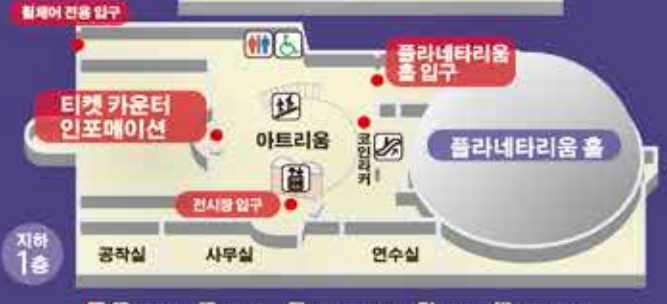 휠체어 전용 입구
플라네타리움
홀 입구
티켓 카운터
인포메이션
아트리움
코인라커
플라네타리움 홀
전시장 입구
지하
1층
공작실
사무실
연수실